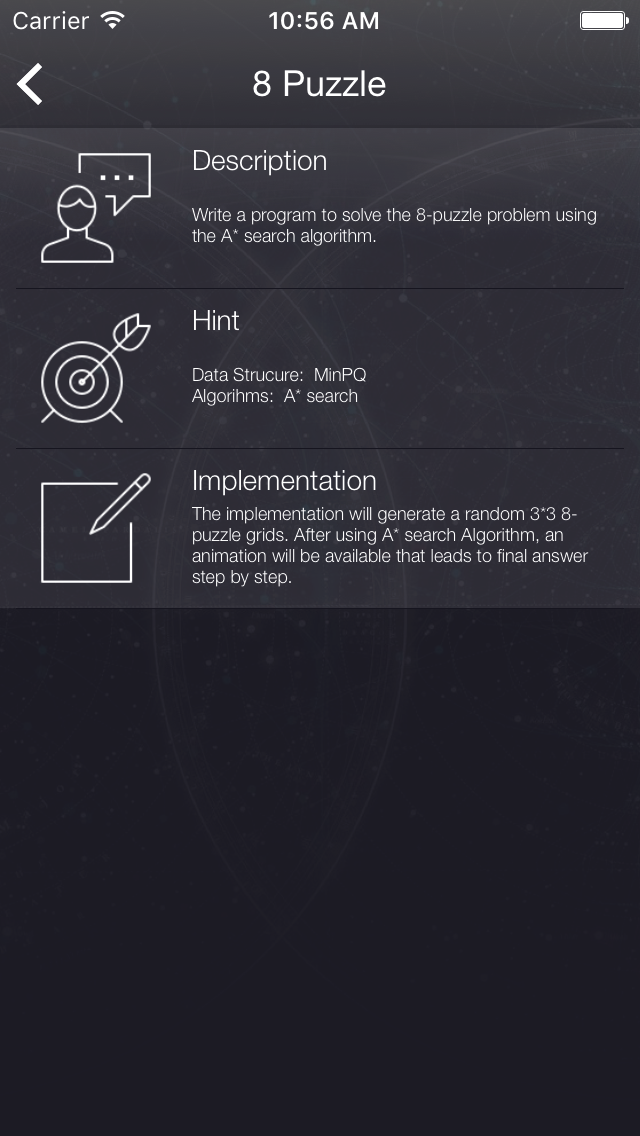 Carrier 10:56 AM
8 Puzzle
Description
Write a program to solve the 8-puzzle problem using
the A* search algorithm.
Hint
Data Strucure:  MinPQ
Algorihms:  A* search
Implementation
The implementation will generate a random 3*3 8-
puzzle grids. After using A* search Algorithm, an
animation will be available that leads to final answer
step by step.